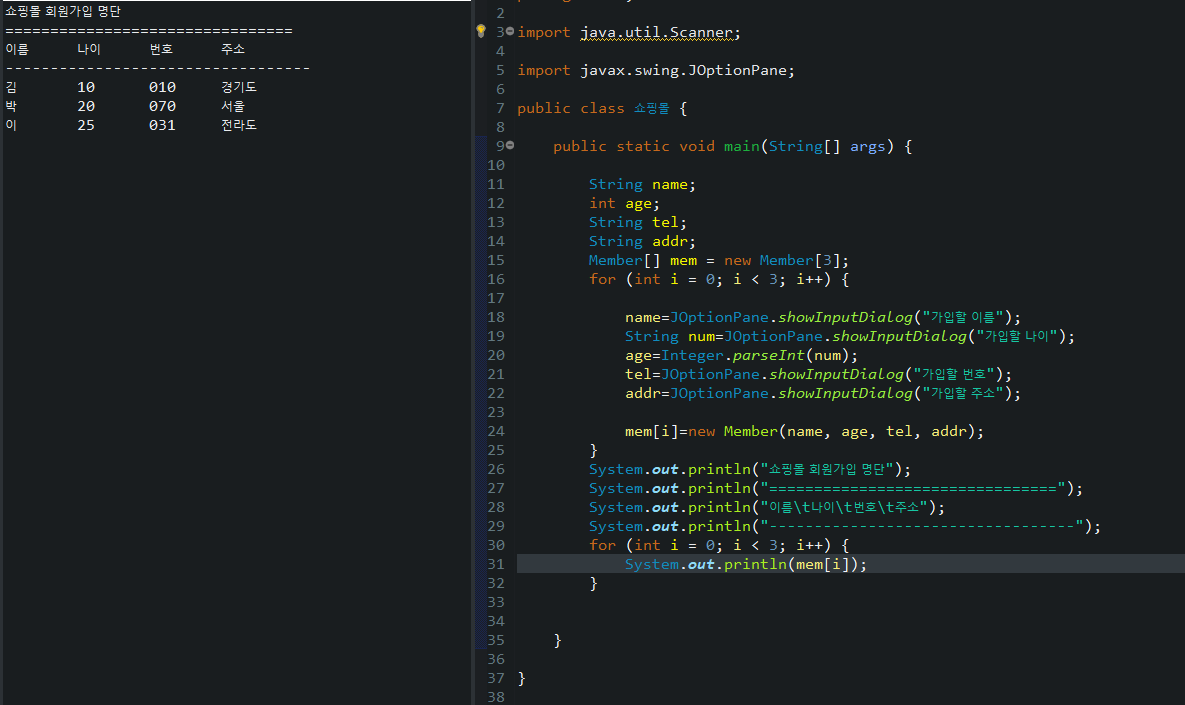 쇼핑몰 회원가입 명단
================================
이름 나이 번호 주소
----------------------------------
김 10 010 경기도
박 20 070 서울
이 25 031 전라도
2
3 import java.util.Scanner;
4
5 import javax.swing.JOptionPane;
6
7 public class 쇼핑몰 {
8
9 public static void main(String[] args) {
10
11 String name;
12 int age;
13 String tel;
14 String addr;
15 Member[] mem = new Member[3];
16 for (int i = 0; i < 3; i++) {
17
18 name=JOptionPane.showInputDialog("가입할 이름");
19 String num=JOptionPane.showInputDialog("가입할 나이");
20 age=Integer.parseInt(num);
21 tel=JOptionPane.showInputDialog("가입할 번호");
22 addr=JOptionPane.showInputDialog("가입할 주소");
23
24 mem[i]=new Member(name, age, tel, addr);
25 }
26 System.out.println("쇼핑몰 회원가입 명단");
27 System.out.println("================================");
28 System.out.println("이름\t나이\t번호\t주소");
29 System.out.println("----------------------------------");
30 for (int i = 0; i < 3; i++) {
31 System.out.println(mem[i]);
32 }
33
34
35 }
36
37 }
38